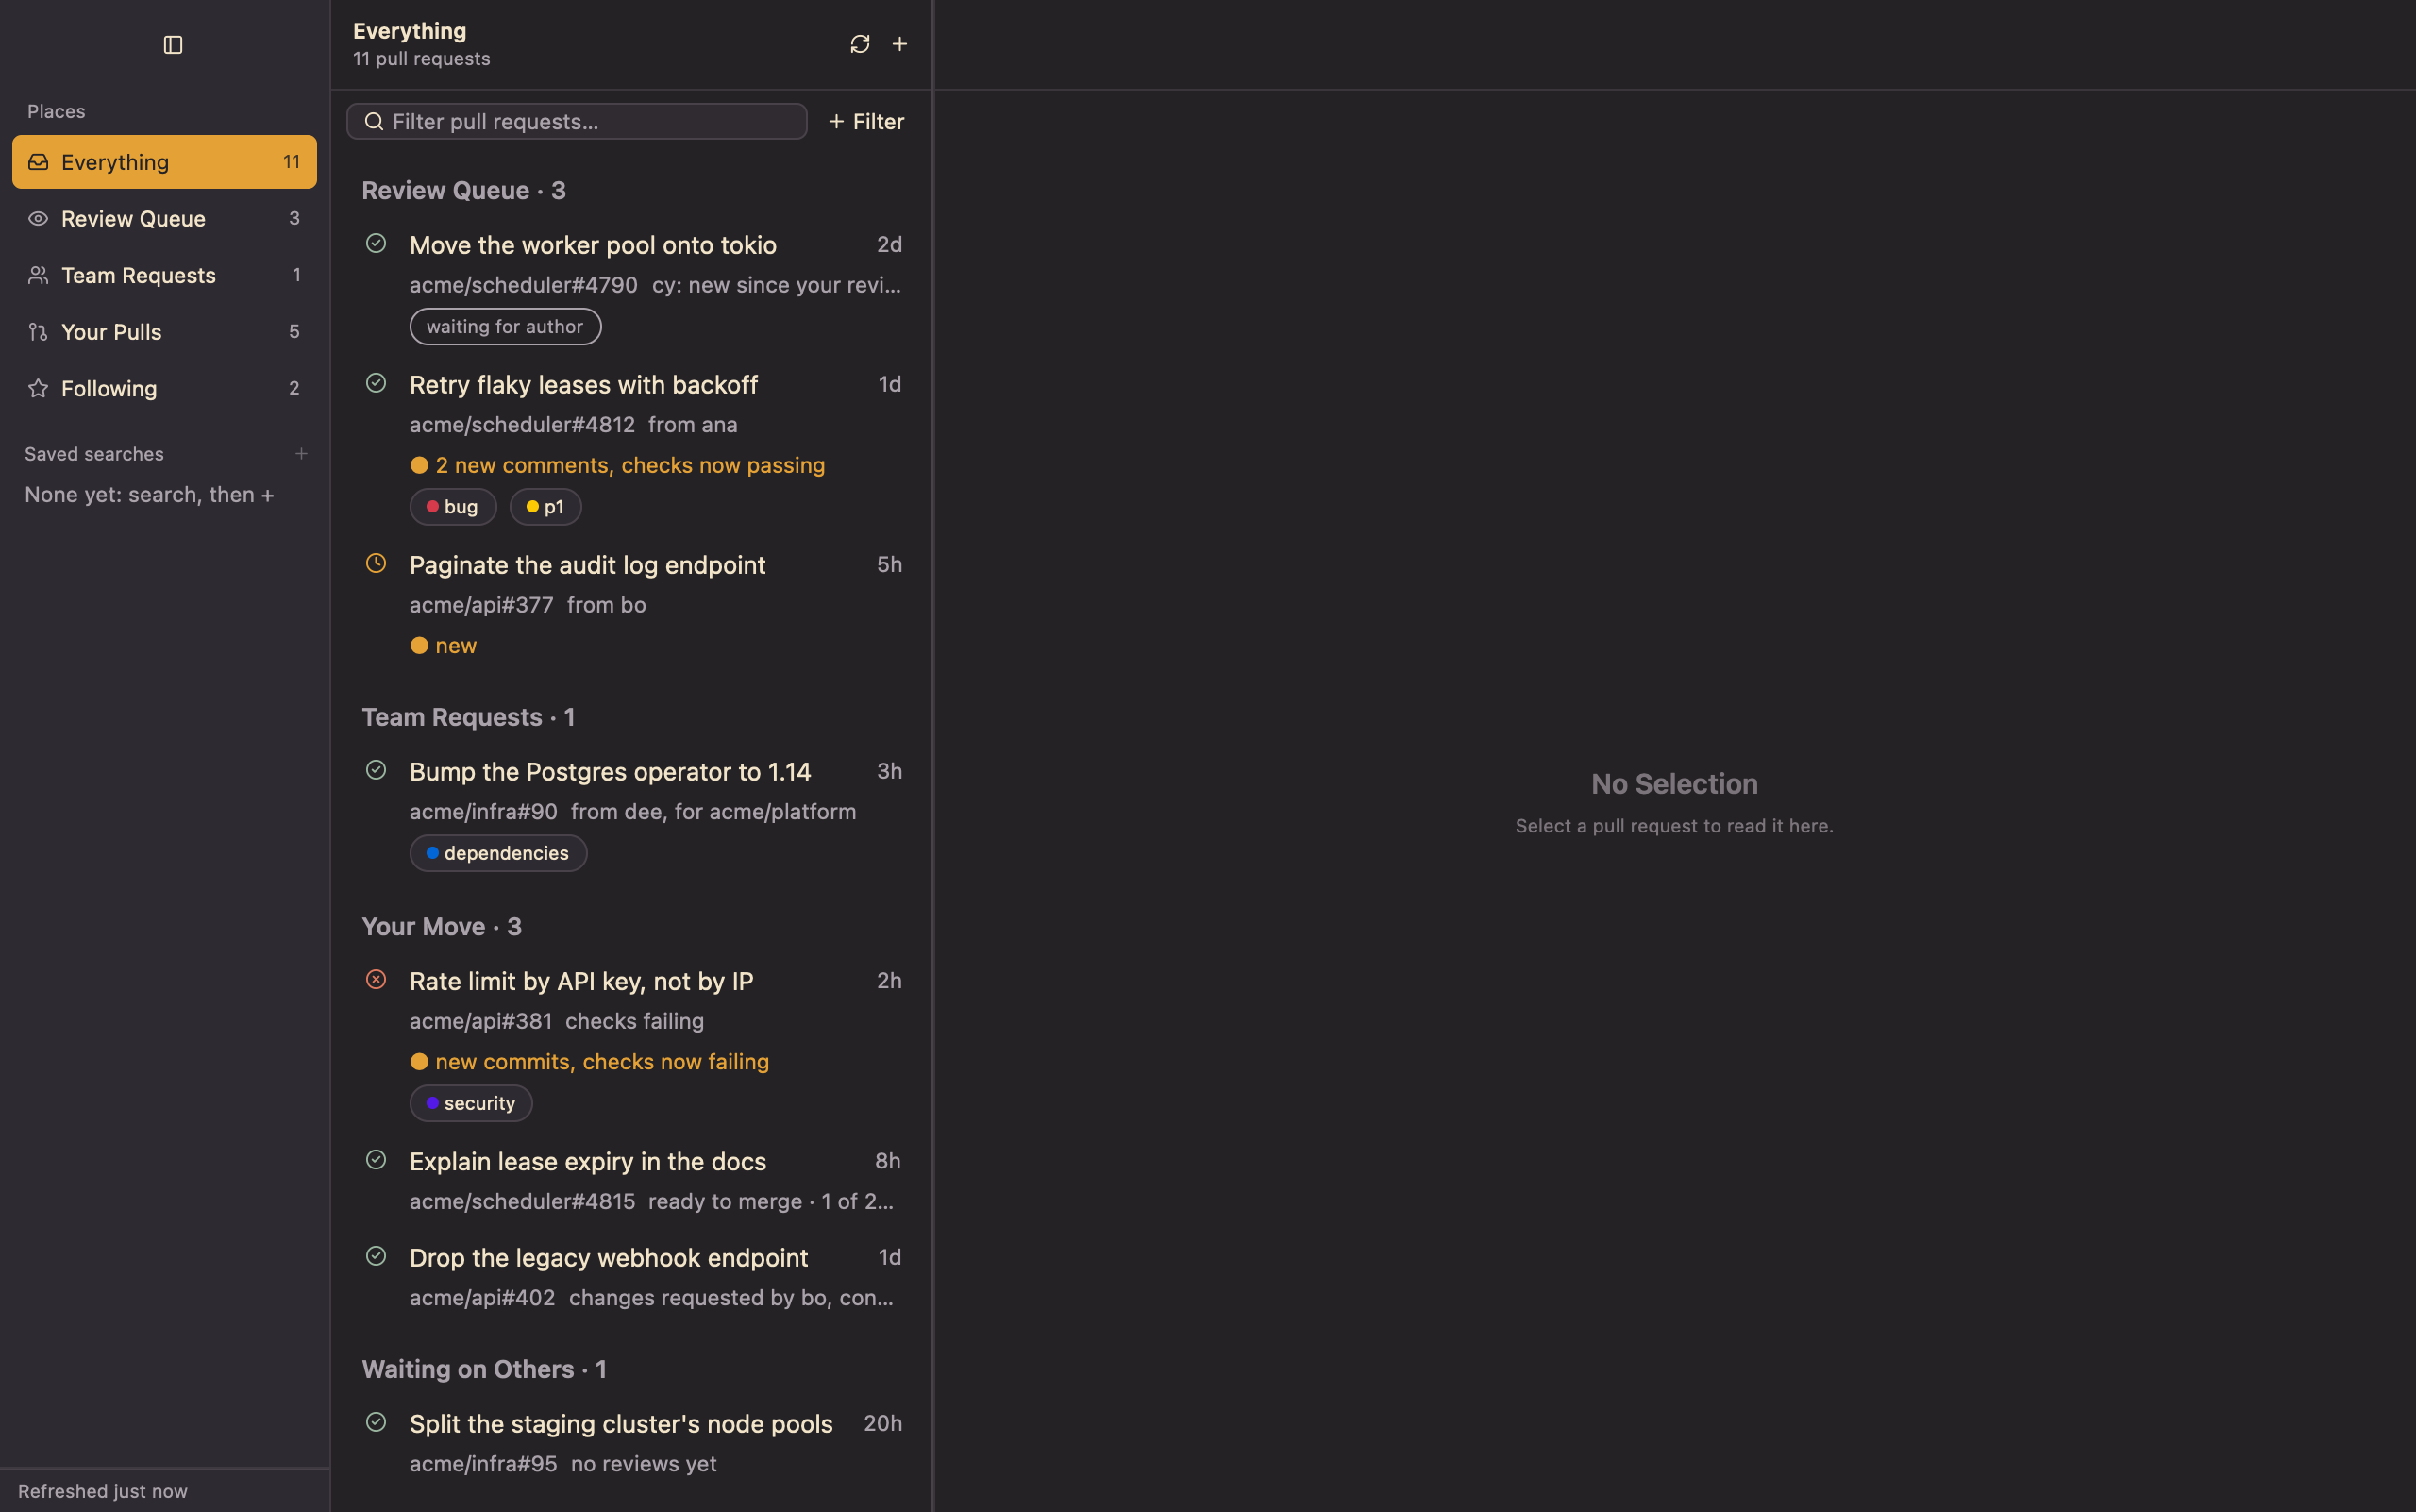 Places
Everything 11
Review Queue 3
Team Requests 1
Your Pulls 5
Following 2
Saved searches +
None yet: search, then +
Refreshed just now
Everything
11 pull requests
Filter pull requests...
+ Filter
Review Queue · 3
Move the worker pool onto tokio 2d
acme/scheduler#4790 cy: new since your revi...
waiting for author
Retry flaky leases with backoff 1d
acme/scheduler#4812 from ana
2 new comments, checks now passing
bug p1
Paginate the audit log endpoint 5h
acme/api#377 from bo
new
Team Requests · 1
Bump the Postgres operator to 1.14 3h
acme/infra#90 from dee, for acme/platform
dependencies
Your Move · 3
Rate limit by API key, not by IP 2h
acme/api#381 checks failing
new commits, checks now failing
security
Explain lease expiry in the docs 8h
acme/scheduler#4815 ready to merge · 1 of 2...
Drop the legacy webhook endpoint 1d
acme/api#402 changes requested by bo, con...
Waiting on Others · 1
Split the staging cluster's node pools 20h
acme/infra#95 no reviews yet
No Selection
Select a pull request to read it here.